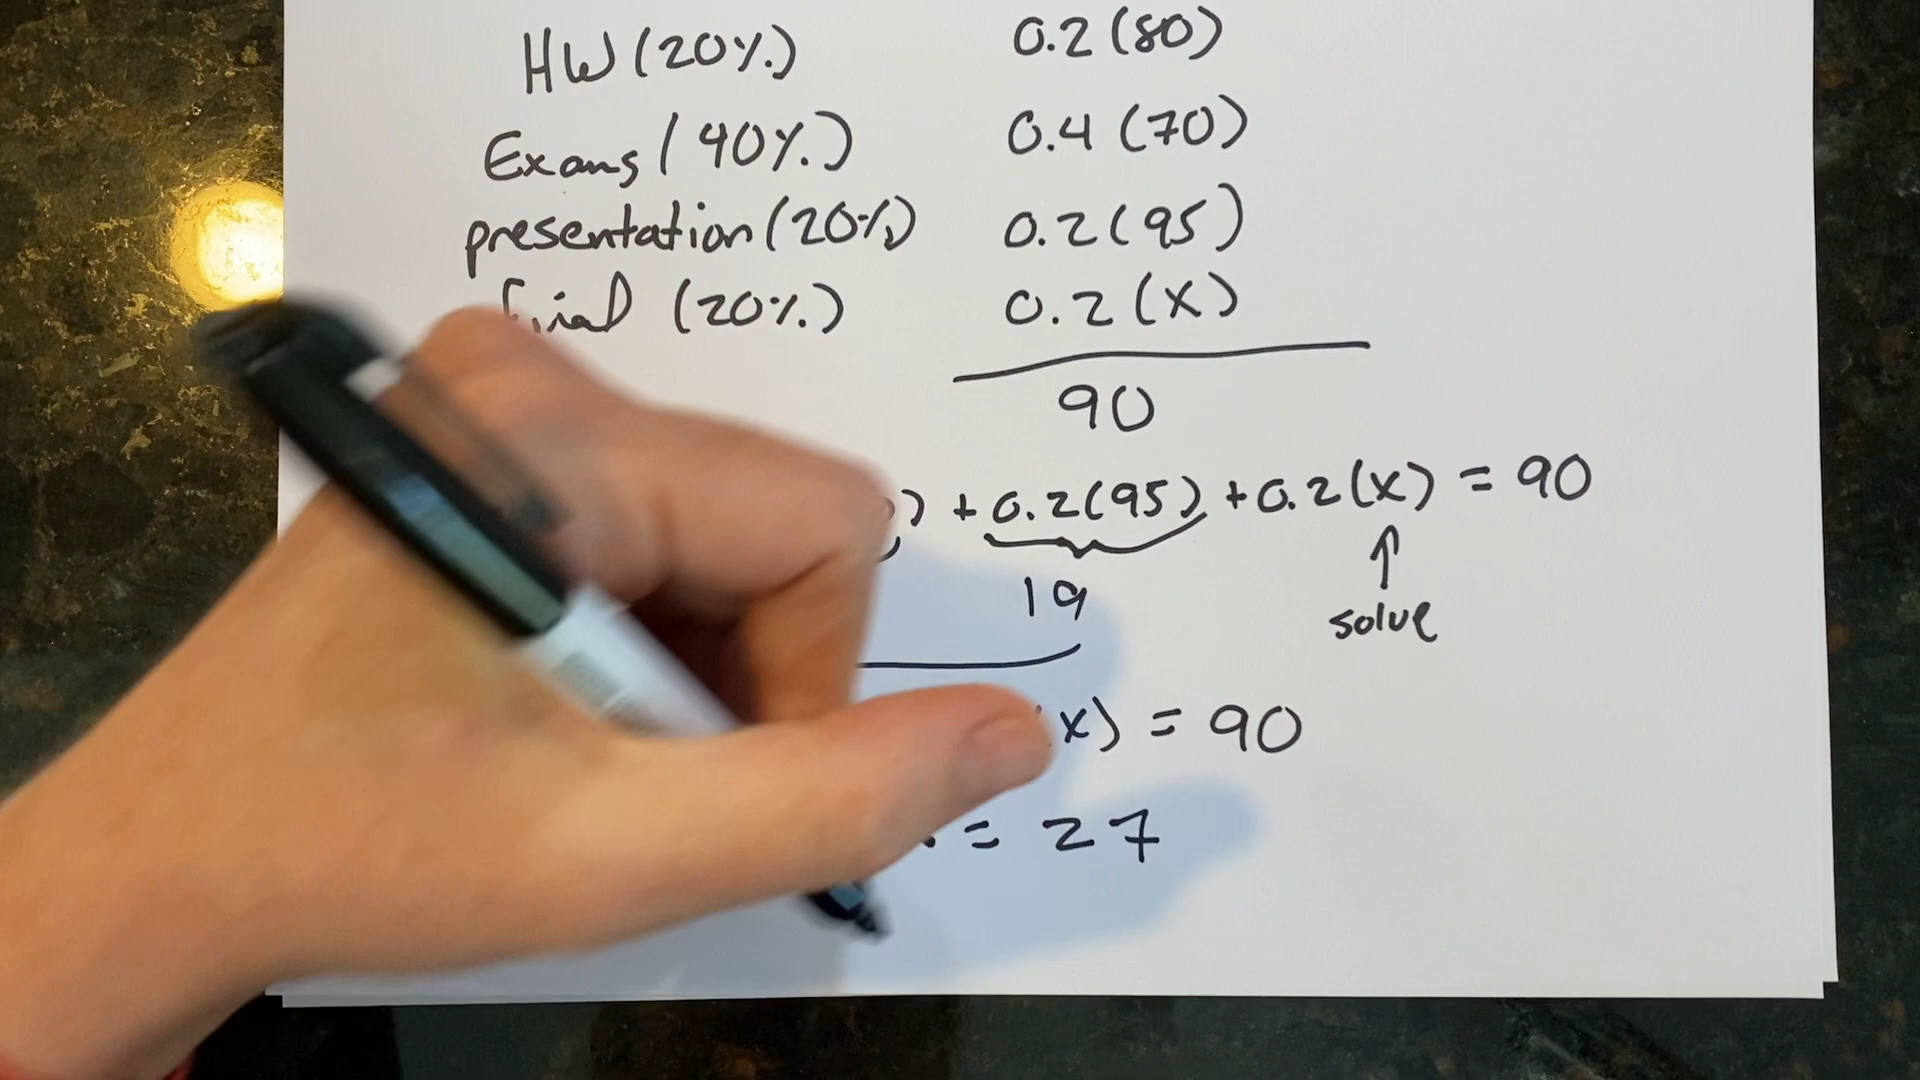 HW (20%) 0.2 (80)
Exams (40%) 0.4 (70)
presentation (20%) 0.2 (95)
final (20%) 0.2 (x)
90
) + 0.2(95) + 0.2(x) = 90
19
solve
x) = 90
= 27